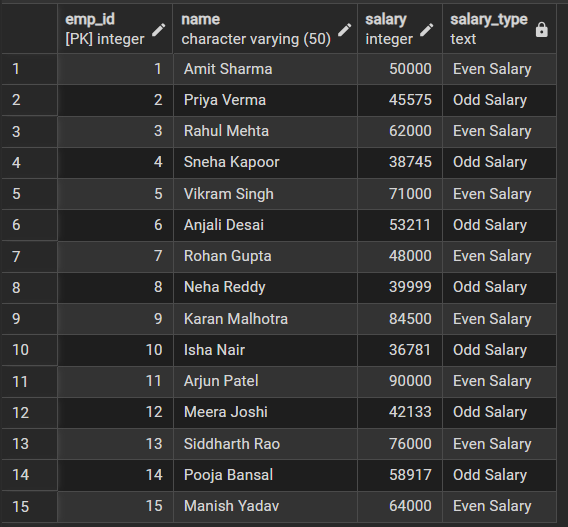 emp_id name salary salary_type
[PK] integer character varying (50) integer text
1 1 Amit Sharma 50000 Even Salary
2 2 Priya Verma 45575 Odd Salary
3 3 Rahul Mehta 62000 Even Salary
4 4 Sneha Kapoor 38745 Odd Salary
5 5 Vikram Singh 71000 Even Salary
6 6 Anjali Desai 53211 Odd Salary
7 7 Rohan Gupta 48000 Even Salary
8 8 Neha Reddy 39999 Odd Salary
9 9 Karan Malhotra 84500 Even Salary
10 10 Isha Nair 36781 Odd Salary
11 11 Arjun Patel 90000 Even Salary
12 12 Meera Joshi 42133 Odd Salary
13 13 Siddharth Rao 76000 Even Salary
14 14 Pooja Bansal 58917 Odd Salary
15 15 Manish Yadav 64000 Even Salary